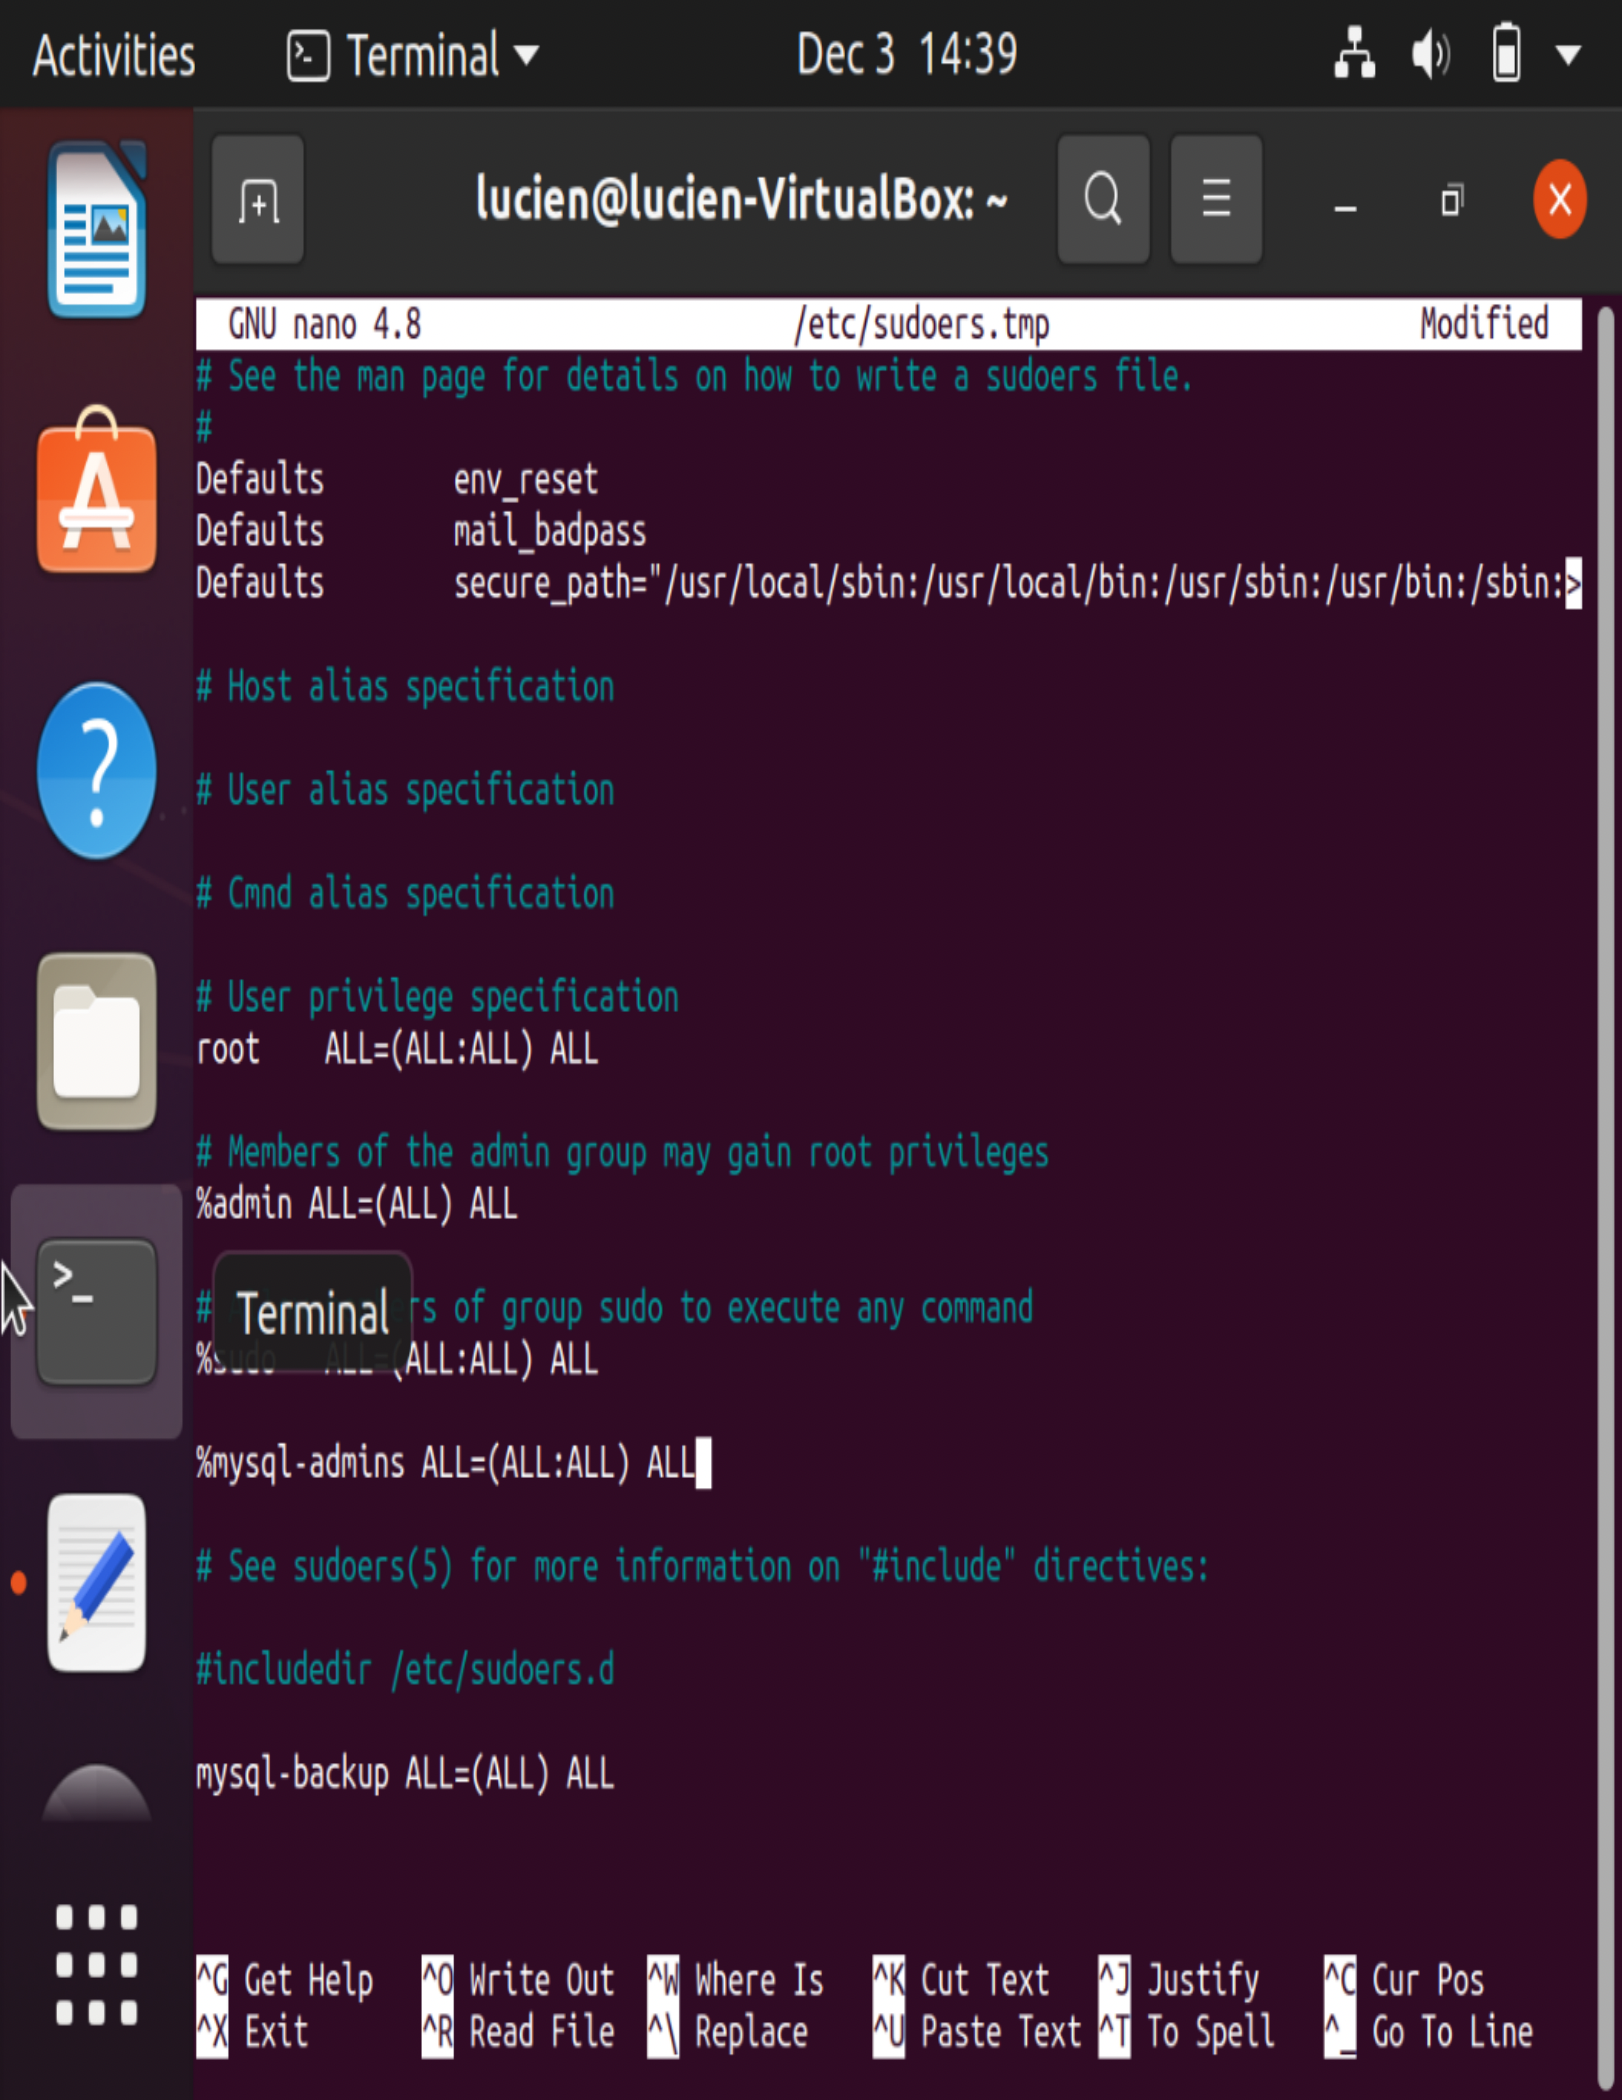 Activities Terminal Dec 3 14:39
lucien@lucien-VirtualBox: ~
GNU nano 4.8 /etc/sudoers.tmp Modified
# See the man page for details on how to write a sudoers file.
#
Defaults env_reset
Defaults mail_badpass
Defaults secure_path="/usr/local/sbin:/usr/local/bin:/usr/sbin:/usr/bin:/sbin:>
# Host alias specification
# User alias specification
# Cmnd alias specification
# User privilege specification
root ALL=(ALL:ALL) ALL
# Members of the admin group may gain root privileges
%admin ALL=(ALL) ALL
Terminal
# of group sudo to execute any command
%sudo ALL=(ALL:ALL) ALL
%mysql-admins ALL=(ALL:ALL) ALL
# See sudoers(5) for more information on "#include" directives:
#includedir /etc/sudoers.d
mysql-backup ALL=(ALL) ALL
^G Get Help ^O Write Out ^W Where Is ^K Cut Text ^J Justify ^C Cur Pos
^X Exit ^R Read File ^\ Replace ^U Paste Text ^T To Spell ^_ Go To Line